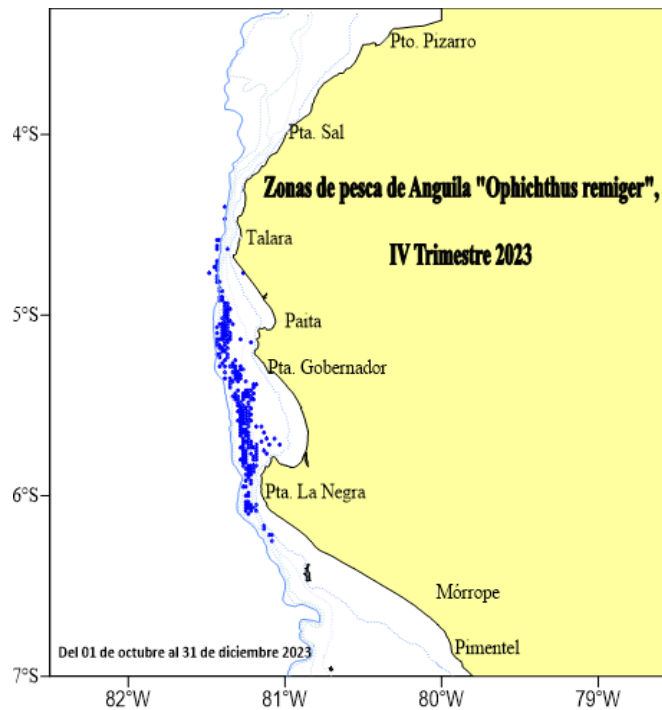 Pto. Pizarro
4°S
Pta. Sal
Zonas de pesca de Anguila "Ophichthus remiger",
Talara
IV Trimestre 2023
5°S
Paita
Pta. Gobernador
6°S
Pta. La Negra
Mórrope
Pimentel
Del 01 de octubre al 31 de diciembre 2023
7°S
82°W 81°W 80°W 79°W